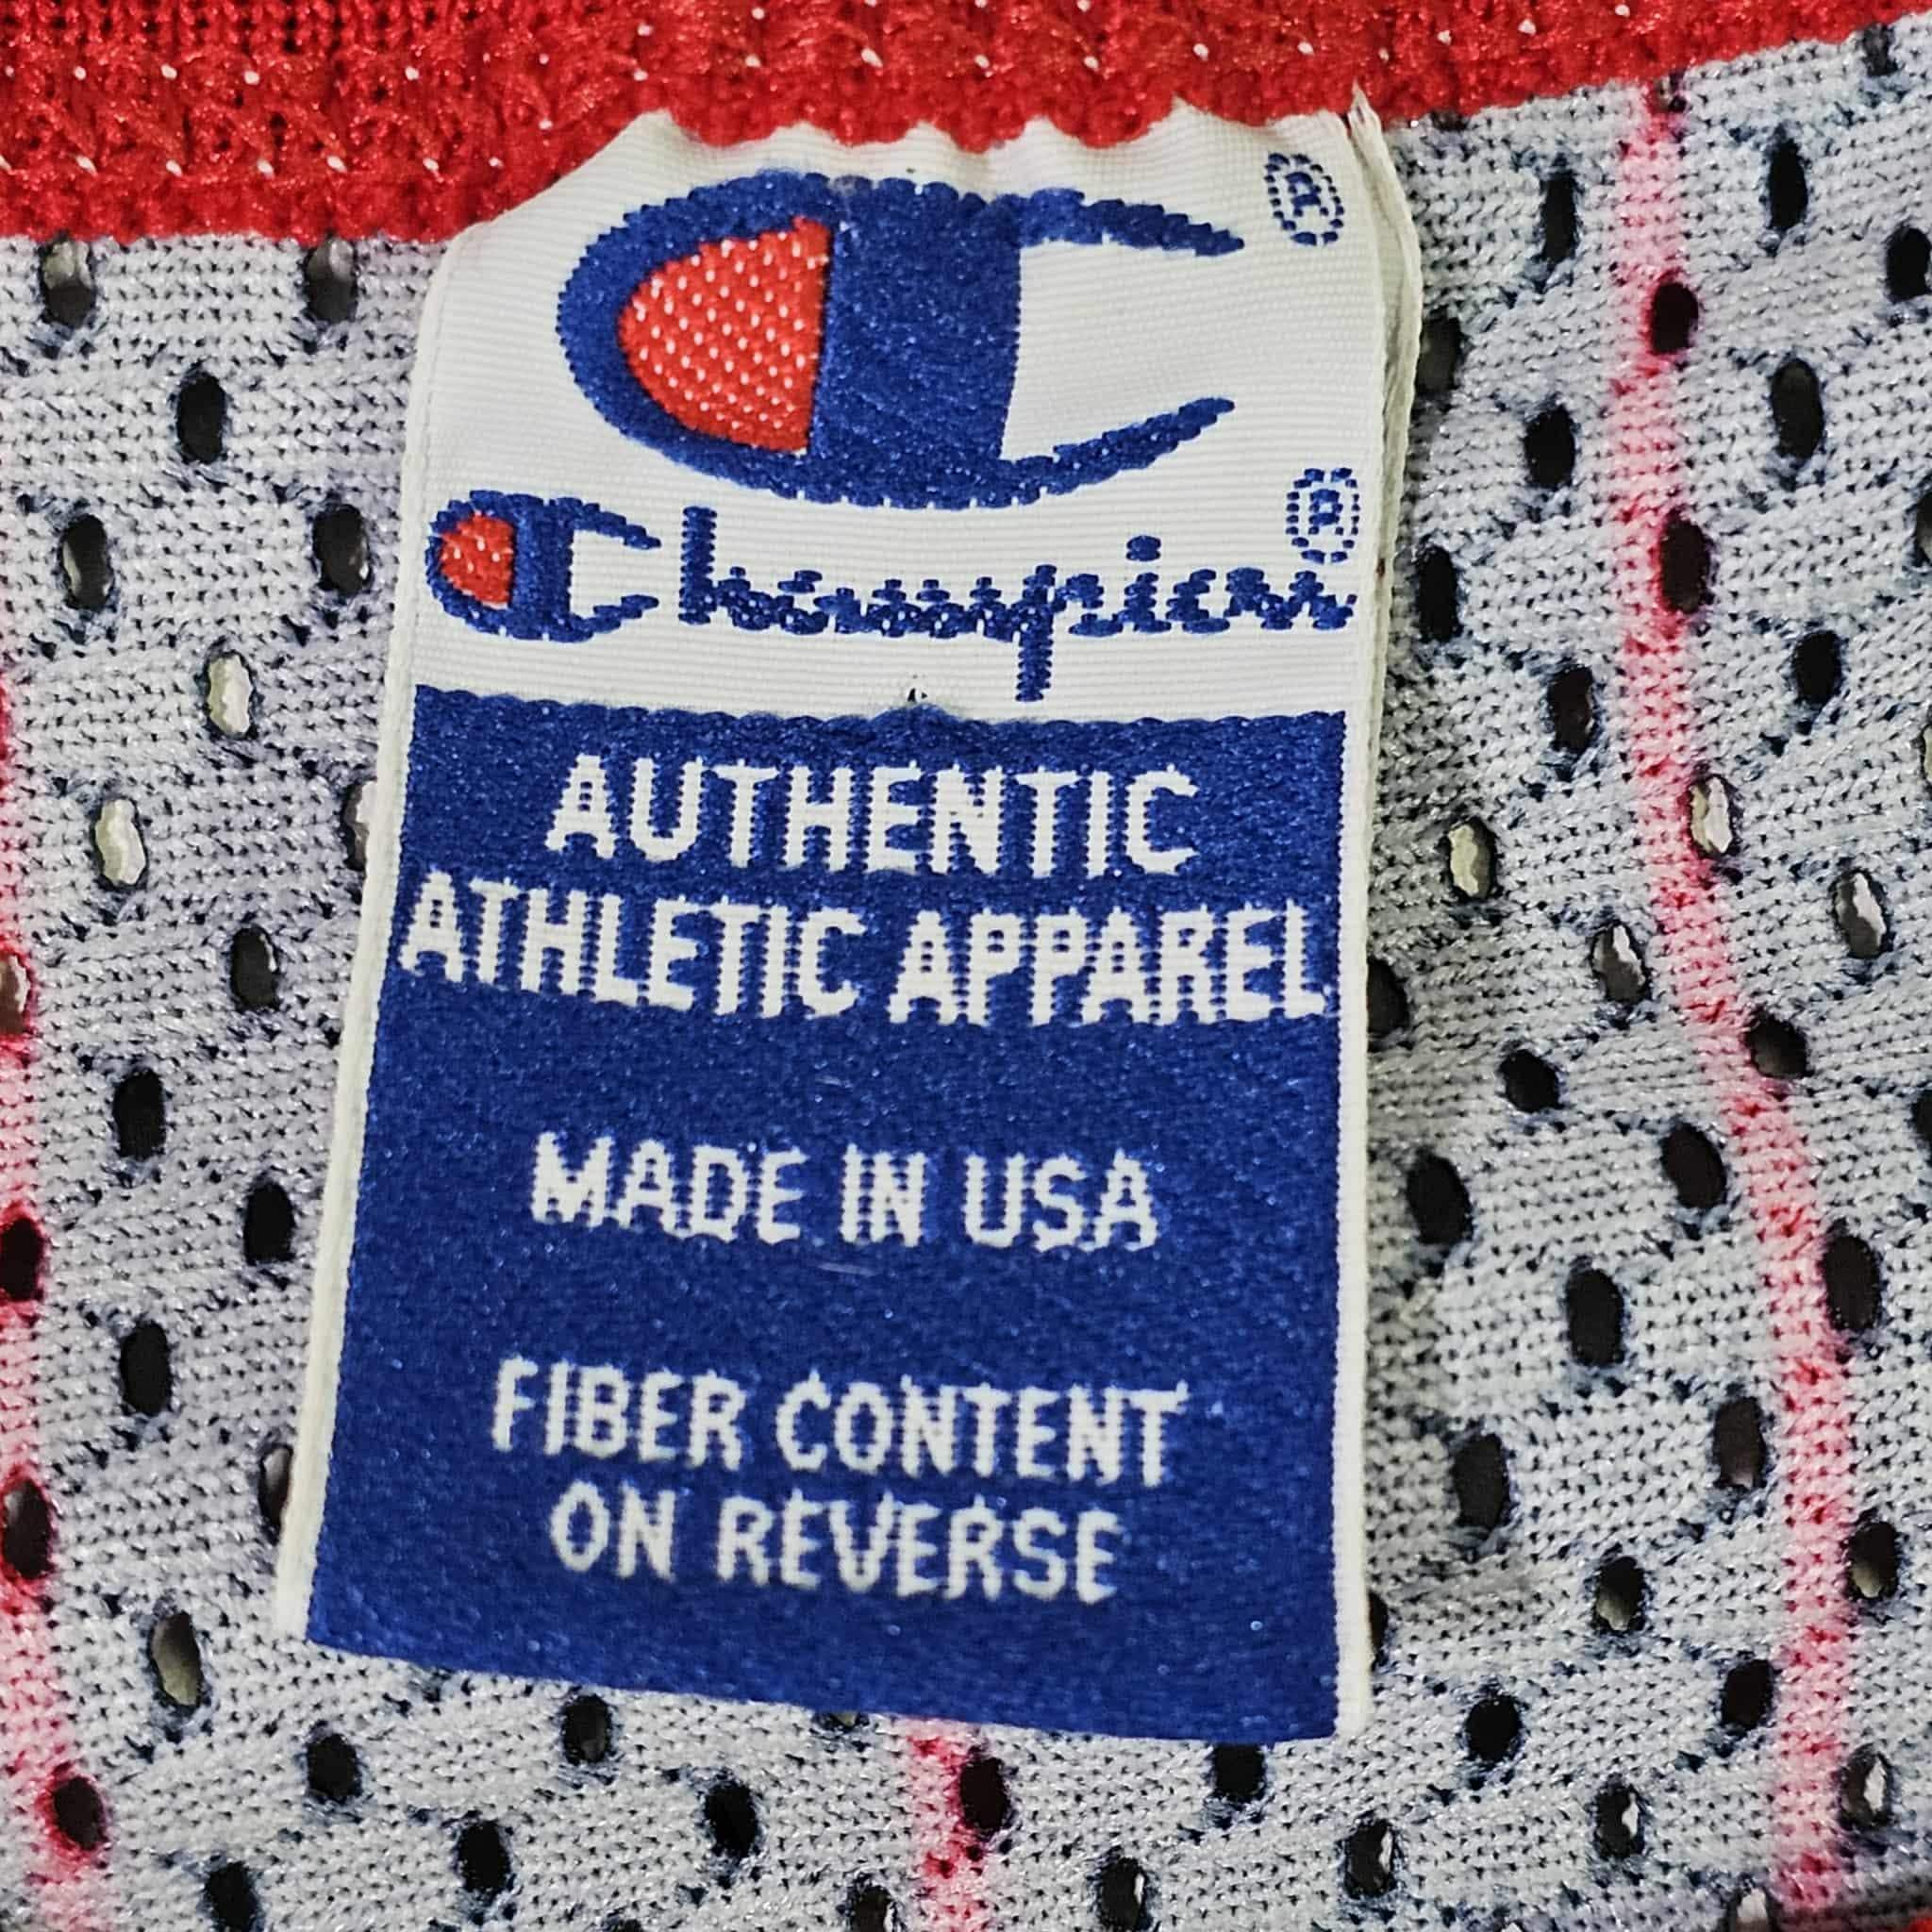 ®
Champion®
AUTHENTIC
ATHLETIC APPAREL
MADE IN USA
FIBER CONTENT
ON REVERSE